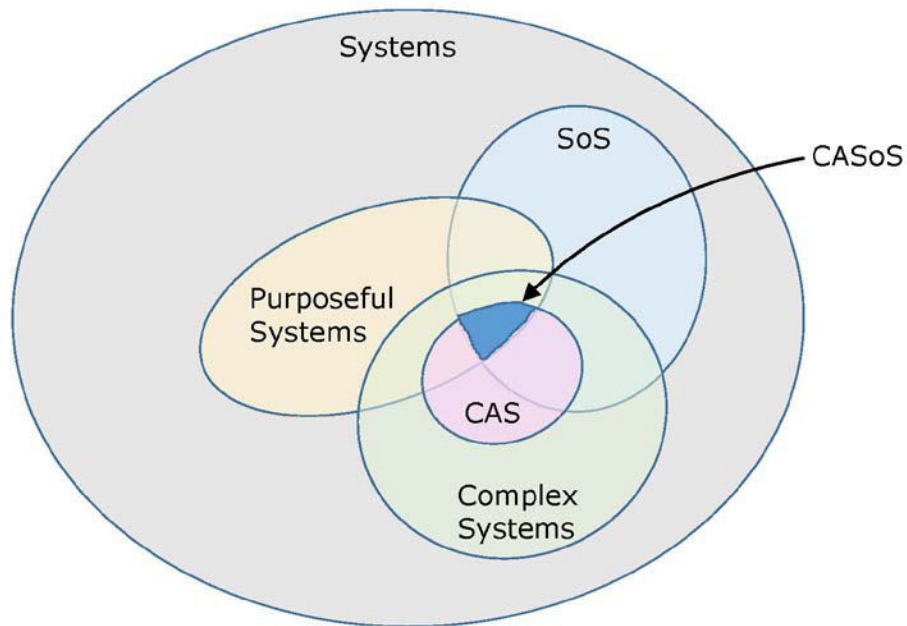 Systems
SoS
CASoS
Purposeful
Systems
CAS
Complex
Systems